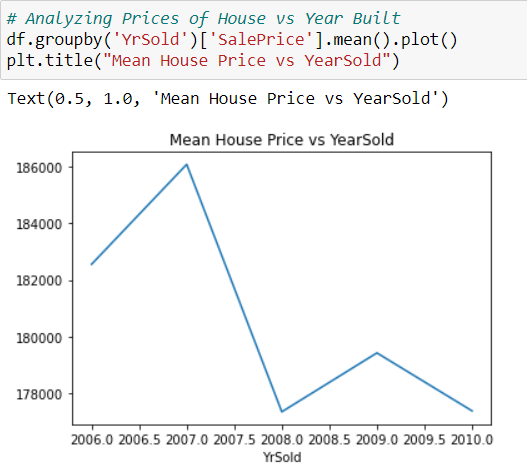 # Analyzing Prices of House vs Year Built
df.groupby('YrSold')['SalePrice'].mean().plot()
plt.title("Mean House Price vs YearSold")
Text(0.5, 1.0, 'Mean House Price vs YearSold')
Mean House Price vs YearSold
186000
184000
182000
180000
178000
2006.0 2006.5 2007.0 2007.5 2008.0 2008.5 2009.0 2009.5 2010.0
YrSold